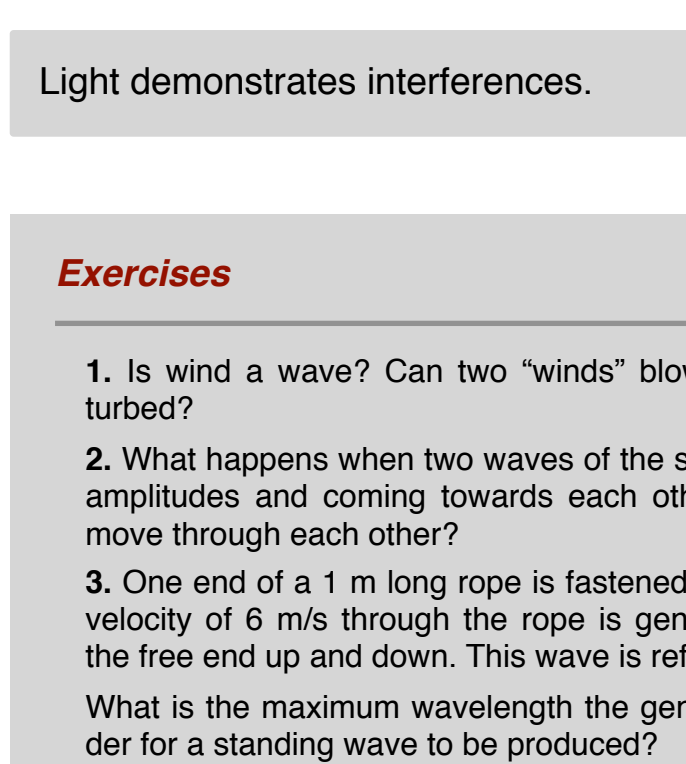 Light demonstrates interferences.
Exercises
1. Is wind a wave? Can two “winds” blow
turbed?
2. What happens when two waves of the s
amplitudes and coming towards each oth
move through each other?
3. One end of a 1 m long rope is fastened
velocity of 6 m/s through the rope is gen
the free end up and down. This wave is ref
What is the maximum wavelength the gen
der for a standing wave to be produced?